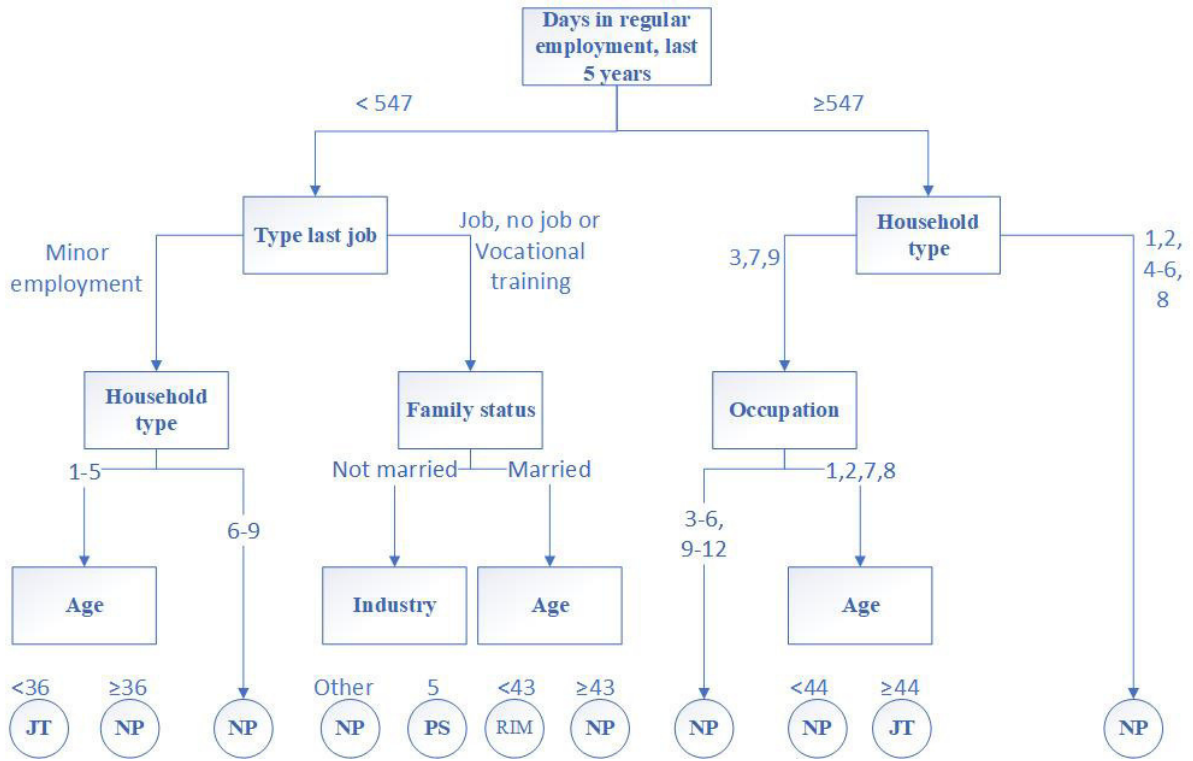 Days in regular
employment, last
5 years
< 547
≥547
Type last job
Household
type
Minor
employment
Job, no job or
Vocational
training
3,7,9
1,2,
4-6,
8
Household
type
Family status
Occupation
1-5
6-9
Not married
Married
3-6,
9-12
1,2,7,8
Age
Industry
Age
Age
<36
≥36
Other
5
<43
≥43
<44
≥44
JT
NP
NP
NP
PS
RIM
NP
NP
NP
JT
NP